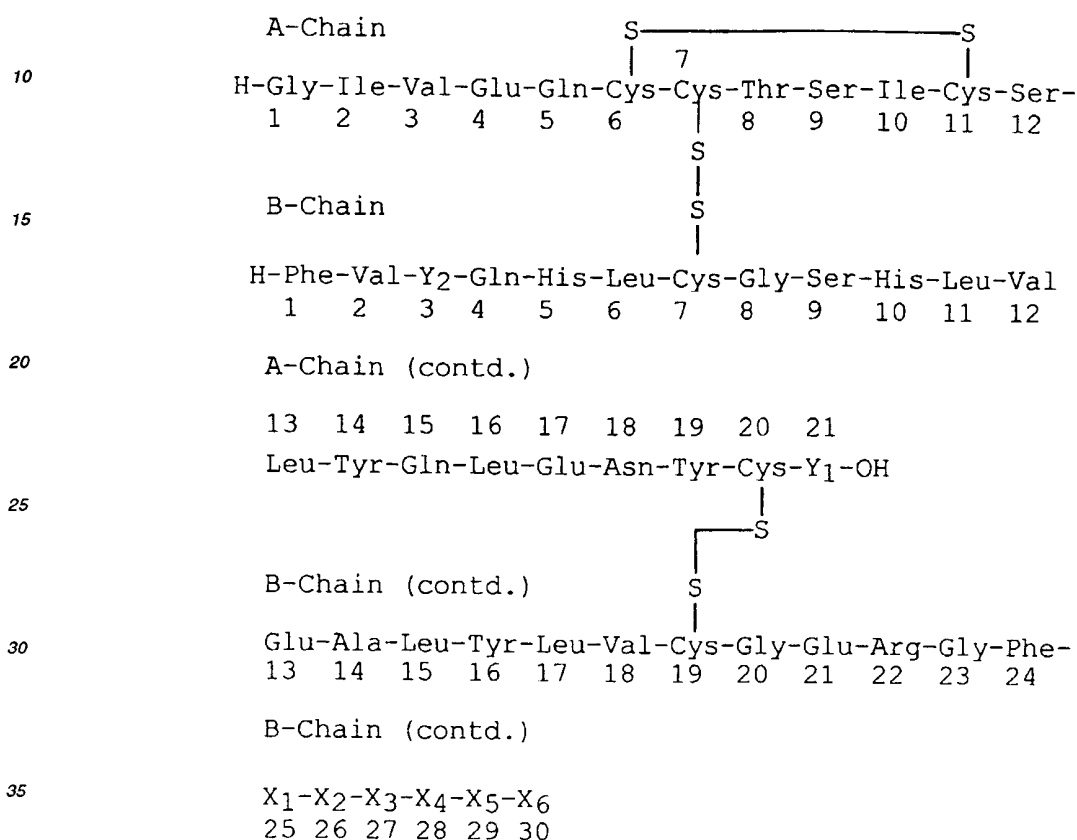 A-Chain
S S
7
10
H-Gly-Ile-Val-Glu-Gln-Cys-Cys-Thr-Ser-Ile-Cys-Ser-
1 2 3 4 5 6 8 9 10 11 12
S
15
B-Chain
S
H-Phe-Val-Y2-Gln-His-Leu-Cys-Gly-Ser-His-Leu-Val
1 2 3 4 5 6 7 8 9 10 11 12
20
A-Chain (contd.)
13 14 15 16 17 18 19 20 21
Leu-Tyr-Gln-Leu-Glu-Asn-Tyr-Cys-Y1-OH
25
S
B-Chain (contd.)
S
30
Glu-Ala-Leu-Tyr-Leu-Val-Cys-Gly-Glu-Arg-Gly-Phe-
13 14 15 16 17 18 19 20 21 22 23 24
B-Chain (contd.)
35
X1-X2-X3-X4-X5-X6
25 26 27 28 29 30